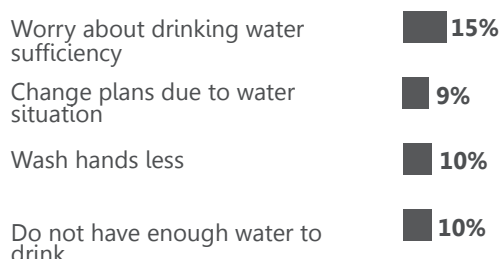 Worry about drinking water 15%
sufficiency
Change plans due to water 9%
situation
Wash hands less 10%
Do not have enough water to 10%
drink